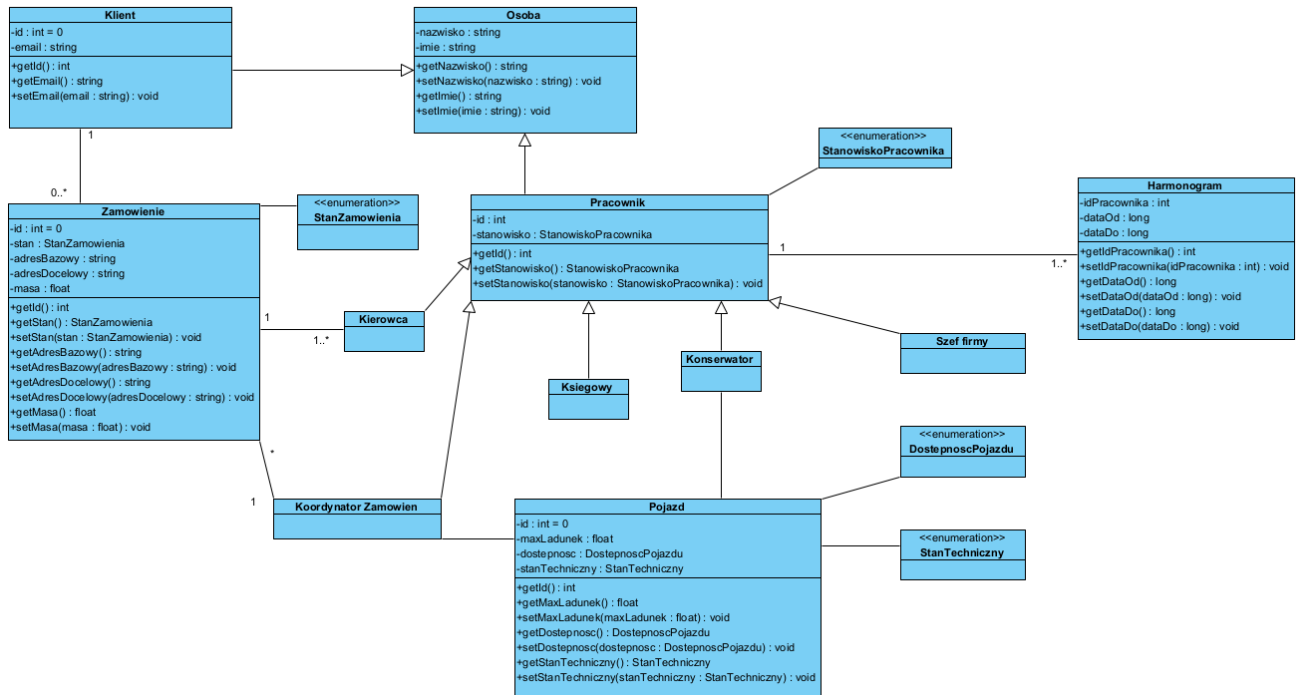 Klient
-id : int = 0
-email : string
+getId() : int
+getEmail() : string
+setEmail(email : string) : void
Osoba
-nazwisko : string
-imie : string
+getNazwisko() : string
+setNazwisko(nazwisko : string) : void
+getImie() : string
+setImie(imie : string) : void
1
0..*
<<enumeration>>
StanowiskoPracownika
<<enumeration>>
StanZamowienia
Zamowienie
-id : int = 0
-stan : StanZamowienia
-adresBazowy : string
-adresDocelowy : string
-masa : float
+getId() : int
+getStan() : StanZamowienia
+setStan(stan : StanZamowienia) : void
+getAdresBazowy() : string
+setAdresBazowy(adresBazowy : string) : void
+getAdresDocelowy() : string
+setAdresDocelowy(adresDocelowy : string) : void
+getMasa() : float
+setMasa(masa : float) : void
Pracownik
-id : int
-stanowisko : StanowiskoPracownika
+getId() : int
+getStanowisko() : StanowiskoPracownika
+setStanowisko(stanowisko : StanowiskoPracownika) : void
1
1..*
Harmonogram
-idPracownika : int
-dataOd : long
-dataDo : long
+getIdPracownika() : int
+setIdPracownika(idPracownika : int) : void
+getDataOd() : long
+setDataOd(dataOd : long) : void
+getDataDo() : long
+setDataDo(dataDo : long) : void
1
1..*
Kierowca
Ksiegowy
Konserwator
Szef firmy
*
1
Koordynator Zamowien
<<enumeration>>
DostepnoscPojazdu
<<enumeration>>
StanTechniczny
Pojazd
-id : int = 0
-maxLadunek : float
-dostepnosc : DostepnoscPojazdu
-stanTechniczny : StanTechniczny
+getId() : int
+getMaxLadunek() : float
+setMaxLadunek(maxLadunek : float) : void
+getDostepnosc() : DostepnoscPojazdu
+setDostepnosc(dostepnosc : DostepnoscPojazdu) : void
+getStanTechniczny() : StanTechniczny
+setStanTechniczny(stanTechniczny : StanTechniczny) : void